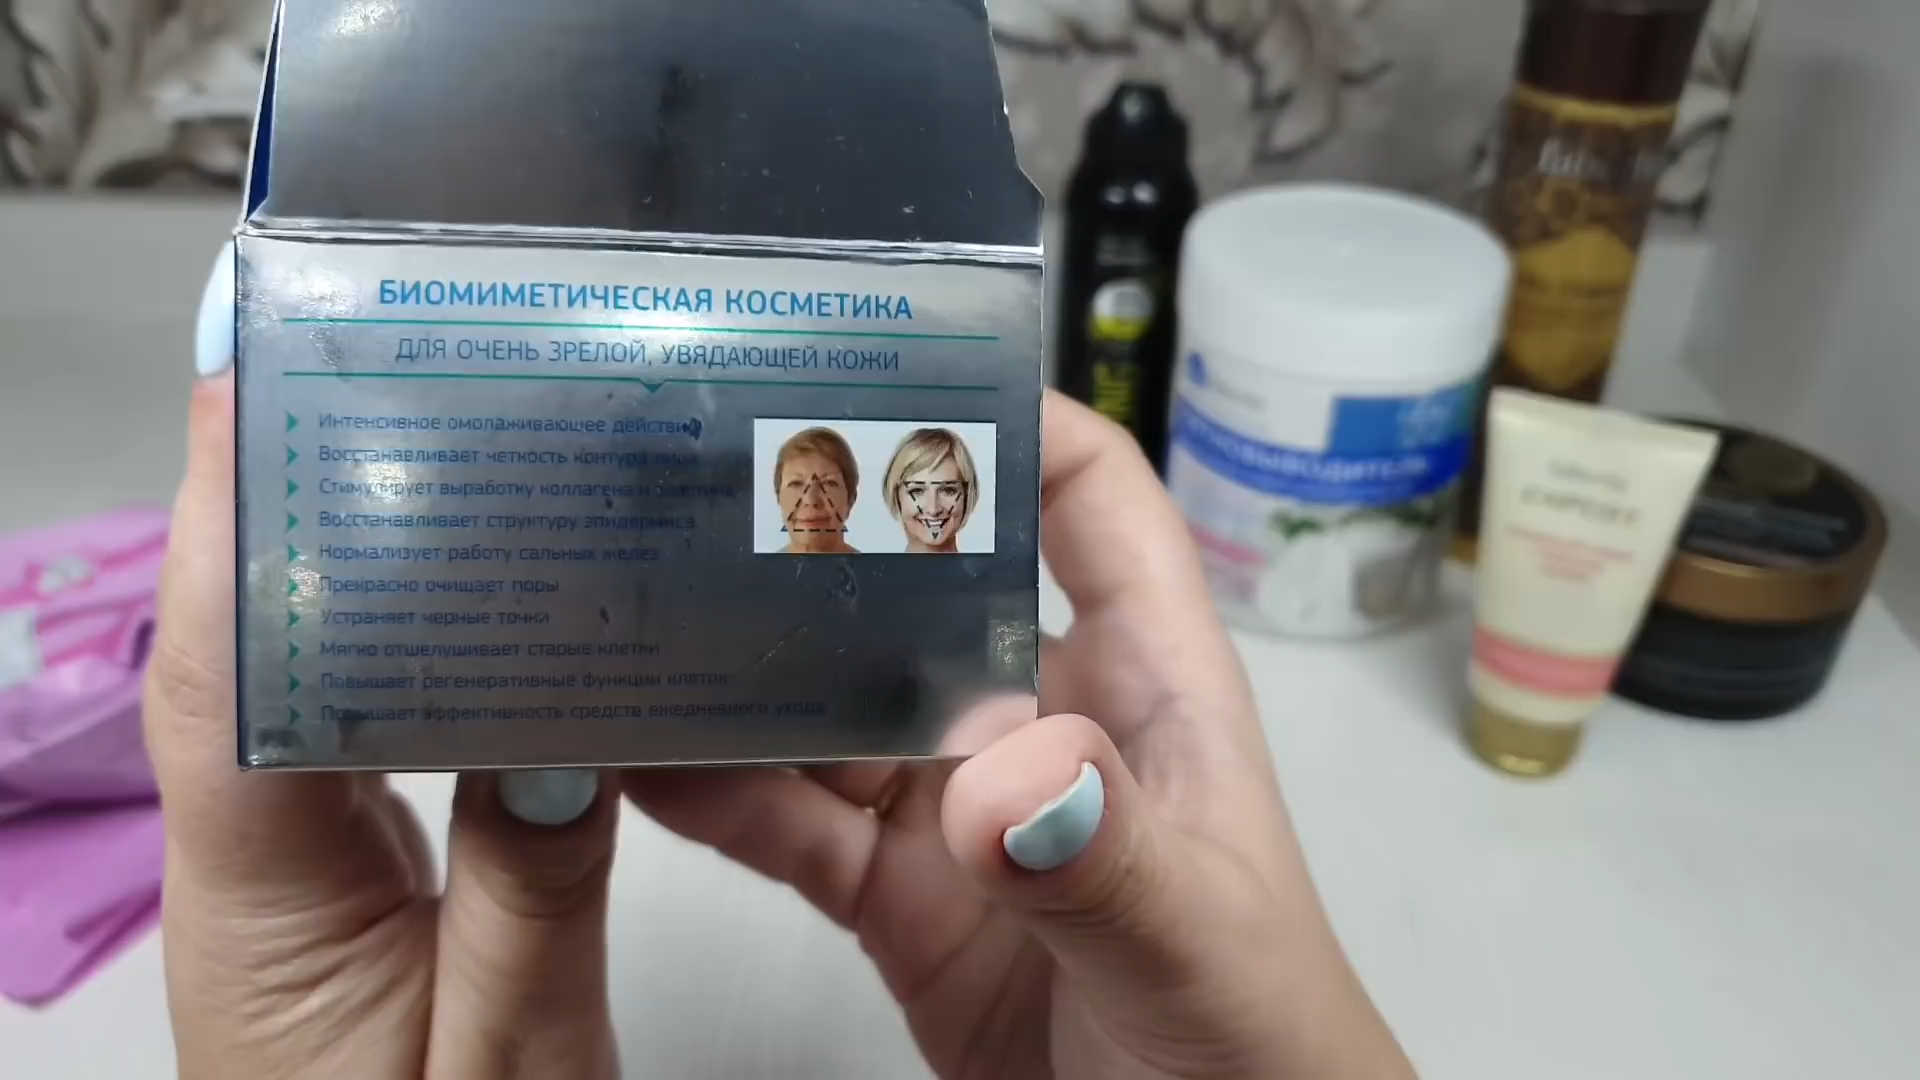 БИОМИМЕТИЧЕСКАЯ КОСМЕТИКА
ДЛЯ ОЧЕНЬ ЗРЕЛОЙ, УВЯДАЮЩЕЙ КОЖИ
Интенсивное омолаживающее действие
Восстанавливает четкость контура лица
Стимулирует выработку коллагена и эластина
Восстанавливает структуру эпидермиса
Нормализует работу сальных желез
Прекрасно очищает поры
Устраняет черные точки
Мягко отшелушивает старые клетки
Повышает регенеративные функции клеток
Повышает эффективность средств ежедневного ухода